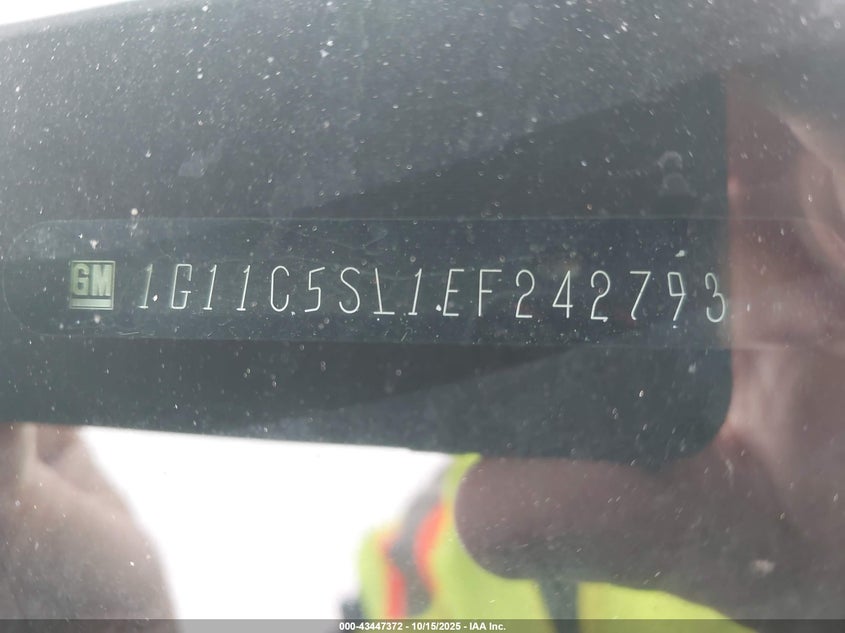 GM 1G11C5SL1EF242793
000-43447372 - 10/15/2025 - IAA Inc.